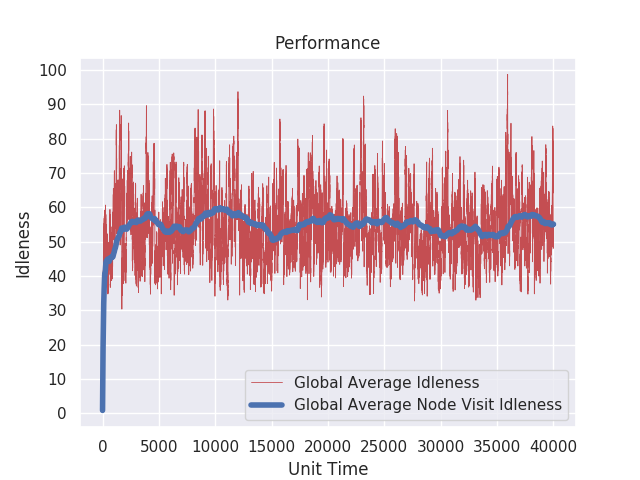 Performance
100
90
80
70
60
50
40
30
20
10
0
Idleness
Global Average Idleness
Global Average Node Visit Idleness
0 5000 10000 15000 20000 25000 30000 35000 40000
Unit Time